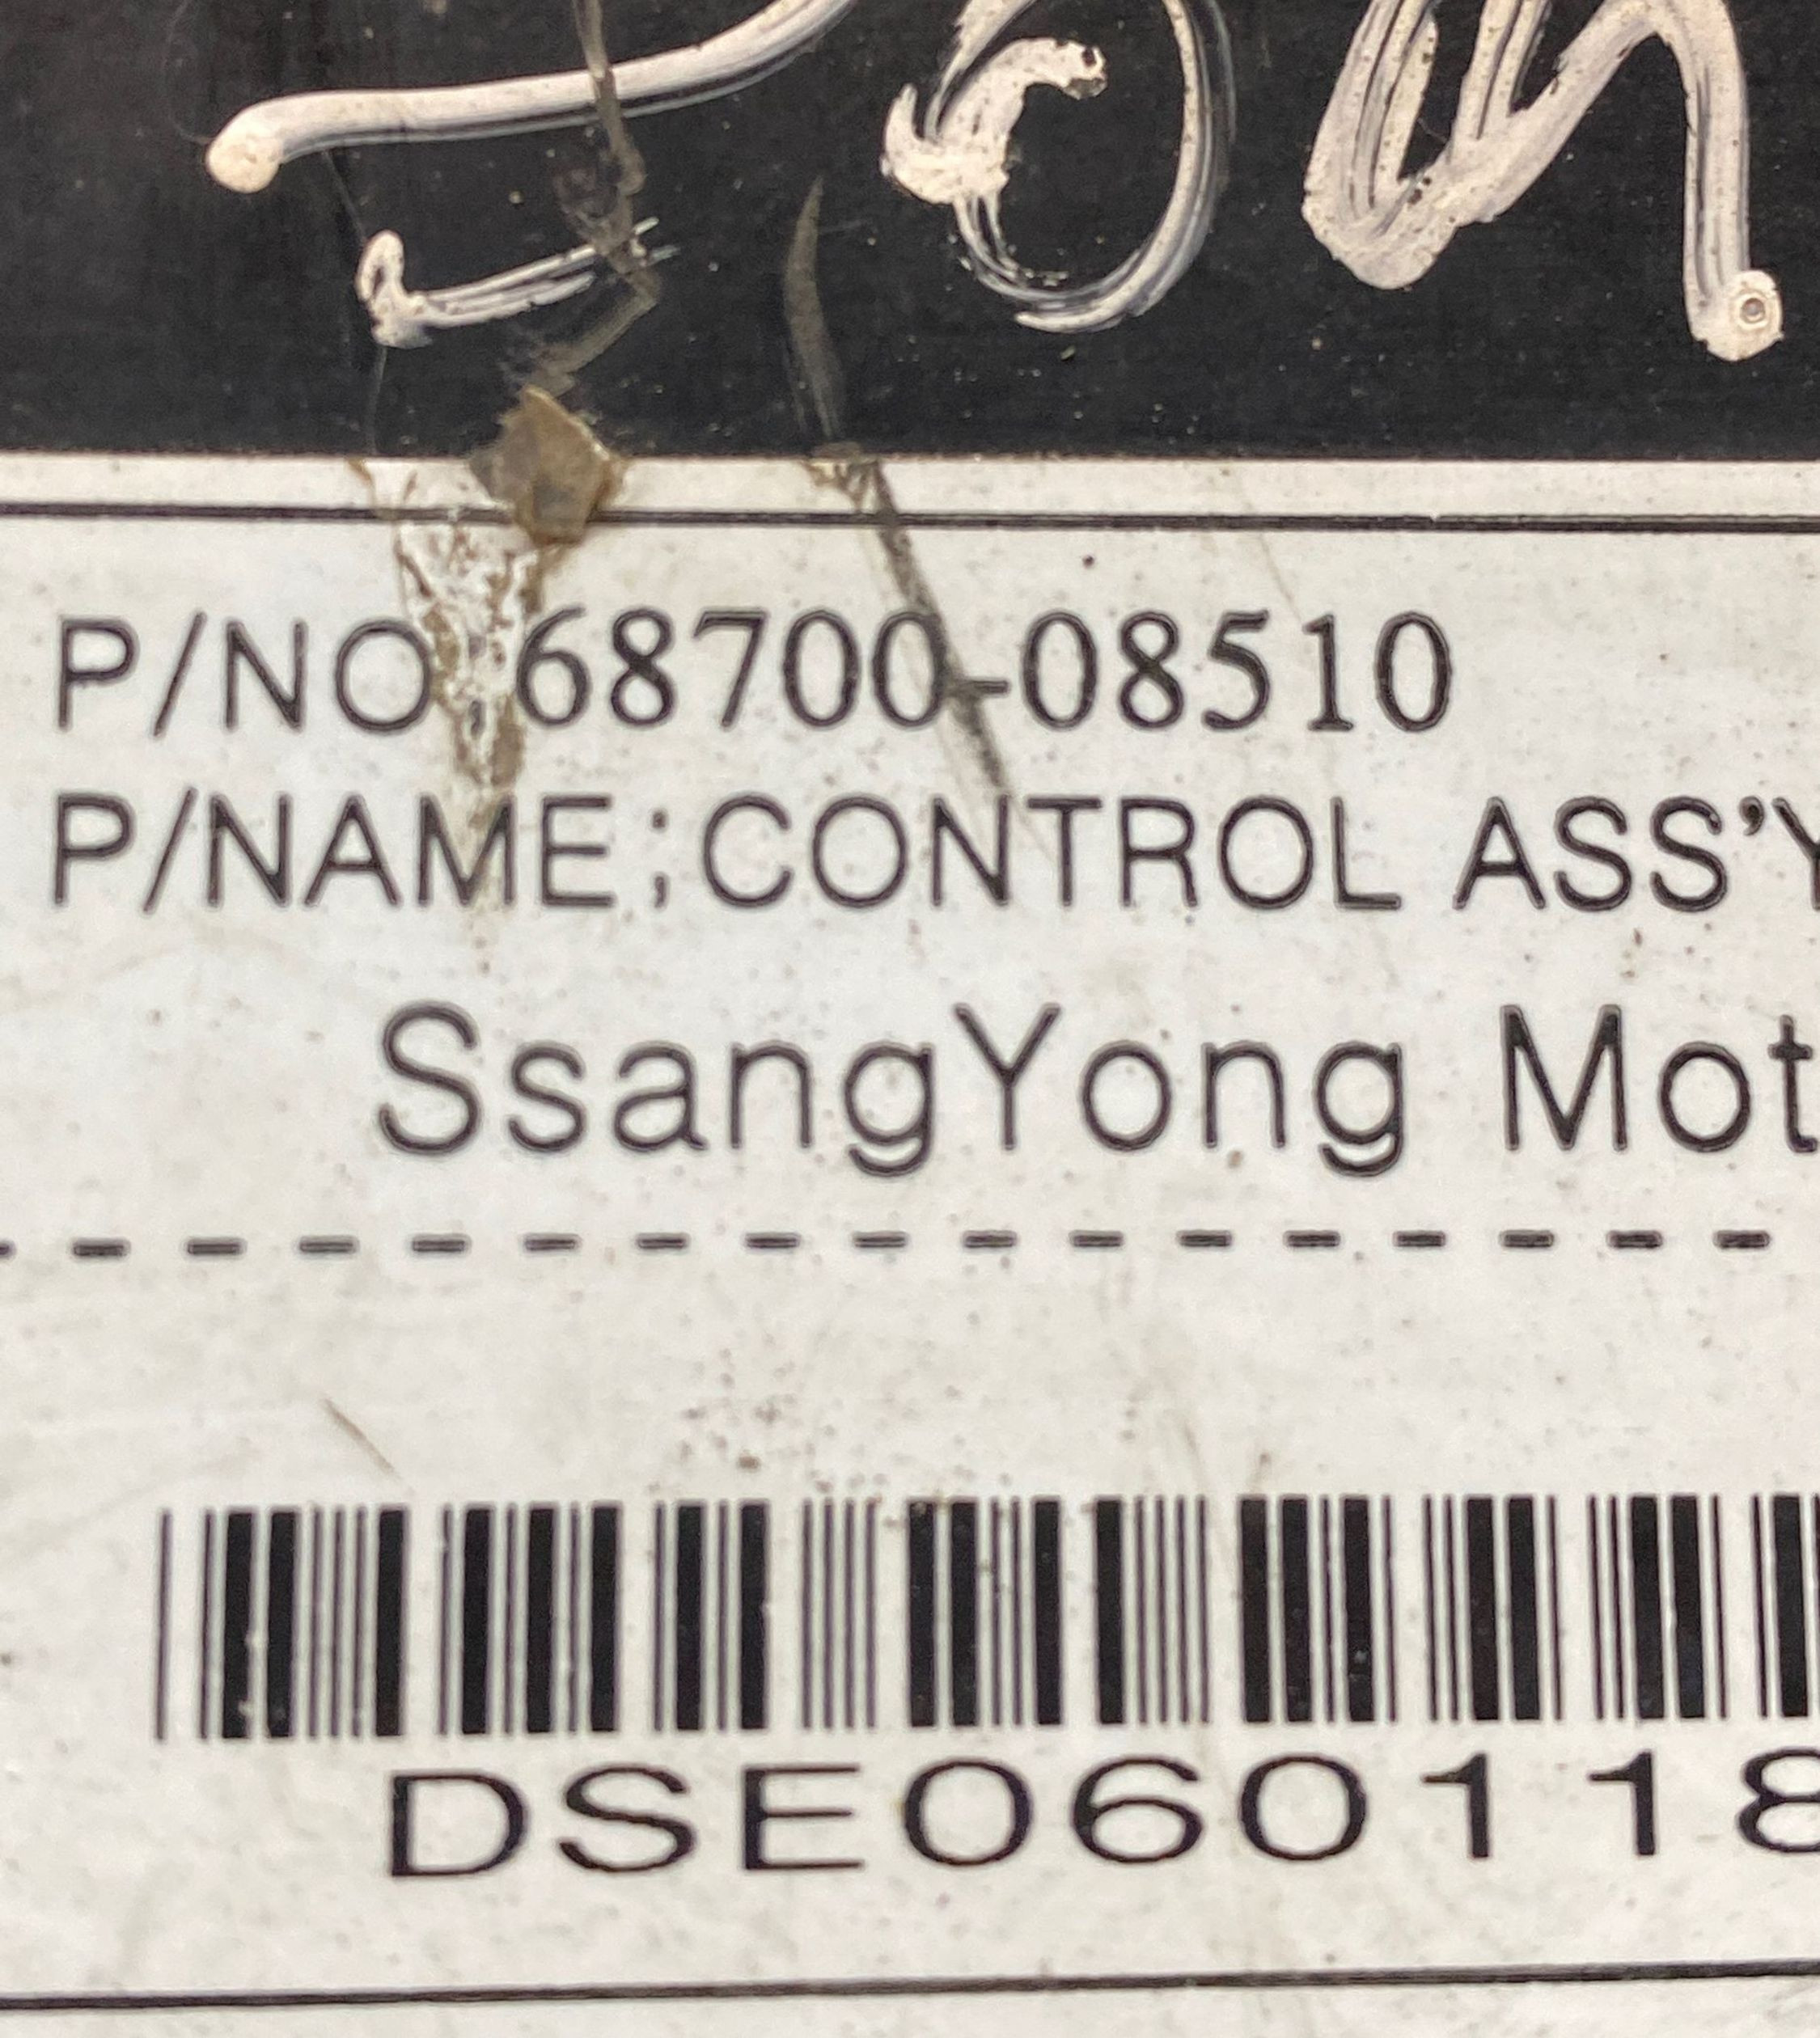 P/NO;68700-08510
P/NAME;CONTROL ASS'Y
SsangYong Mot
DSE060118